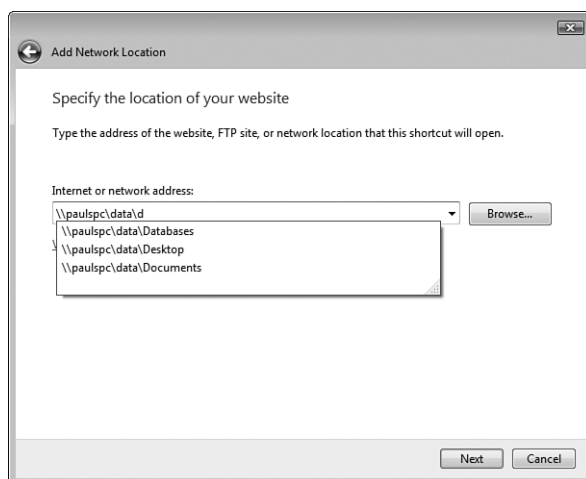 Add Network Location
Specify the location of your website
Type the address of the website, FTP site, or network location that this shortcut will open.
Internet or network address:
\\paulspc\data\d
Browse...
\\paulspc\data\Databases
\\paulspc\data\Desktop
\\paulspc\data\Documents
Next
Cancel